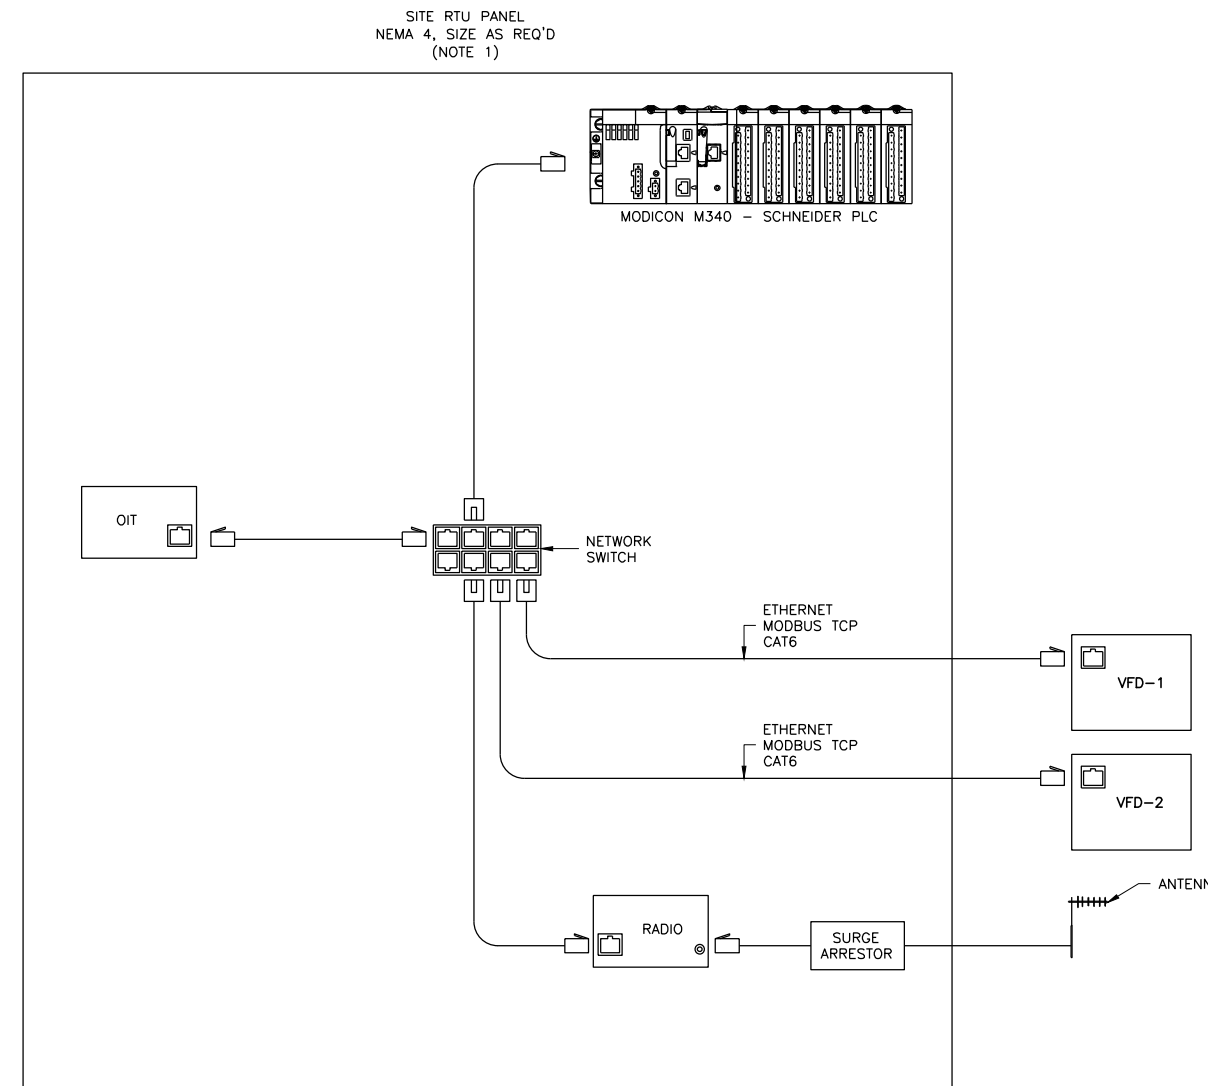 SITE RTU PANEL
NEMA 4, SIZE AS REQ'D
(NOTE 1)
MODICON M340 - SCHNEIDER PLC
OIT
NETWORK
SWITCH
ETHERNET
MODBUS TCP
CAT6
VFD-1
ETHERNET
MODBUS TCP
CAT6
VFD-2
ANTENN
RADIO
SURGE
ARRESTOR